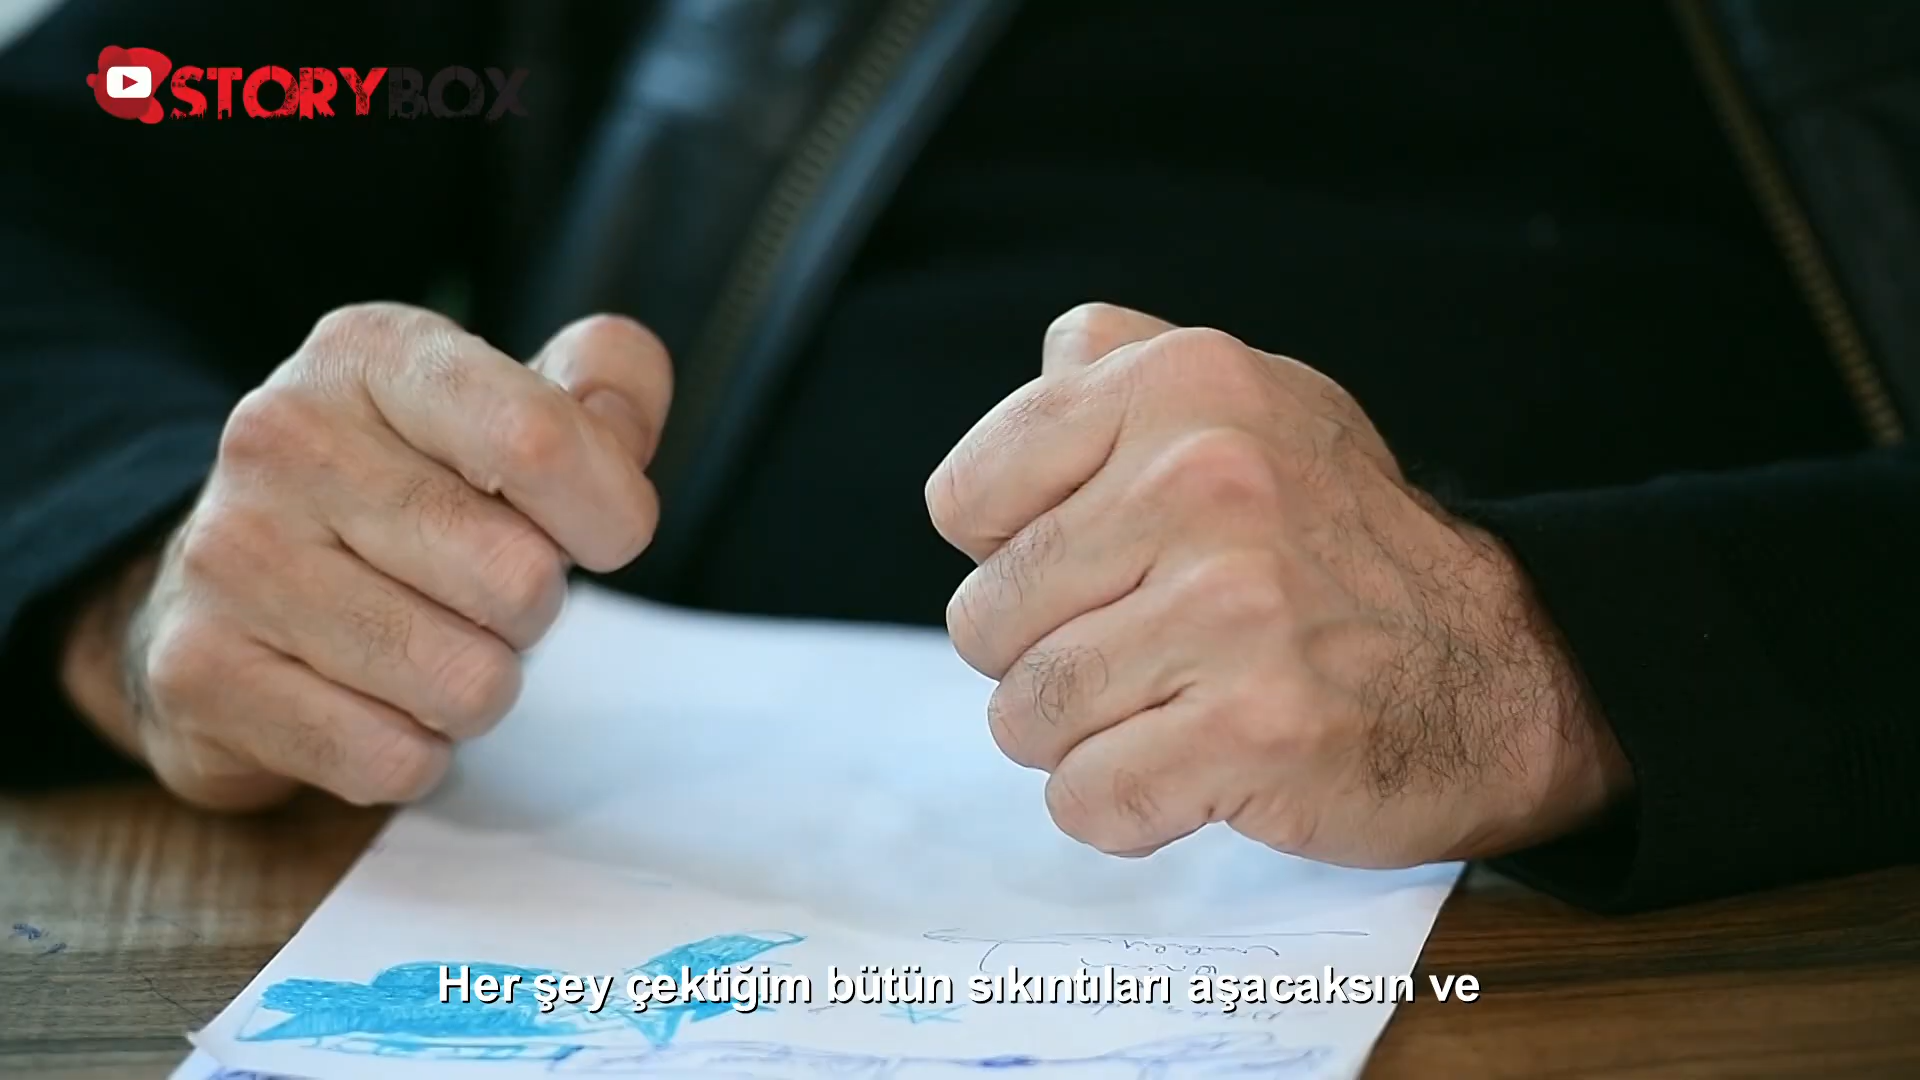 STORYBOX
Her şey çektiğim bütün sıkıntıları aşacaksın ve